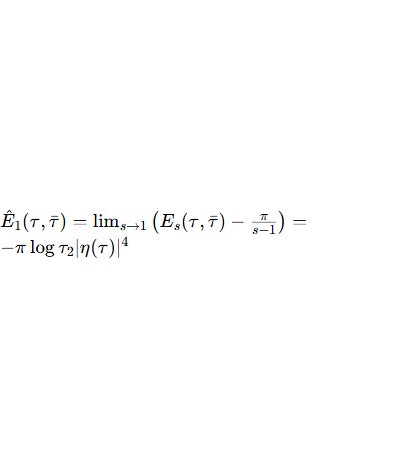 Ê₁(τ, τ̄) = lim_{s→1} (E_s(τ, τ̄) − π/(s−1)) =
−π log τ₂|η(τ)|⁴